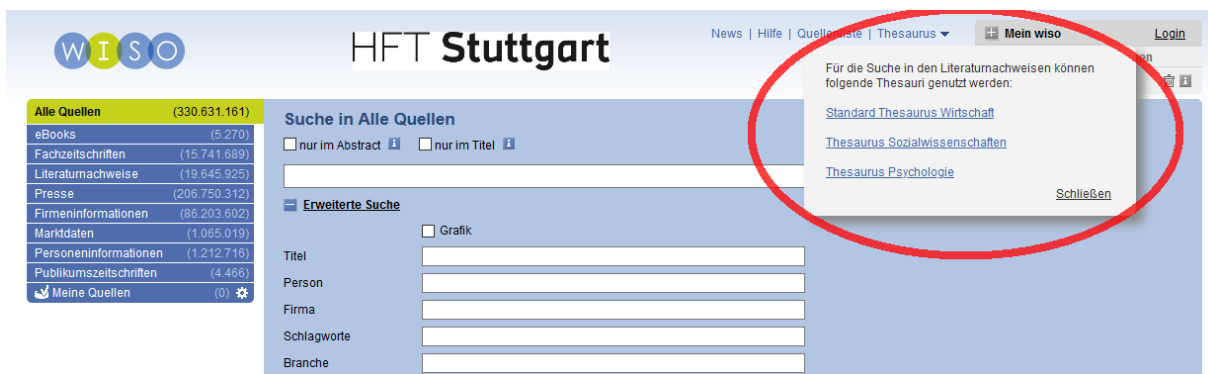 WISO
HFT Stuttgart
News | Hilfe | Quellenliste | Thesaurus
Mein wiso
Login
Für die Suche in den Literaturnachweisen können
folgende Thesauri genutzt werden:
Standard Thesaurus Wirtschaft
Thesaurus Sozialwissenschaften
Thesaurus Psychologie
Schließen
Alle Quellen (330.631.161)
eBooks (5.270)
Fachzeitschriften (15.741.689)
Literaturnachweise (19.645.925)
Presse (206.750.312)
Firmeninformationen (86.203.602)
Marktdaten (1.065.019)
Personeninformationen (1.212.716)
Publikumszeitschriften (4.466)
Meine Quellen (0)
Suche in Alle Quellen
nur im Abstract nur im Titel
Erweiterte Suche
Grafik
Titel
Person
Firma
Schlagworte
Branche